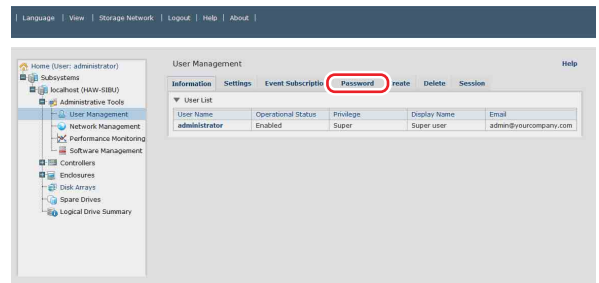 | Language | View | Storage Network | Logout | Help | About |
Home (User: administrator)
Subsystems
localhost (HAW-SIBU)
Administrative Tools
User Management
Network Management
Performance Monitoring
Software Management
Controllers
Enclosures
Disk Arrays
Spare Drives
Logical Drive Summary
User Management Help
Information Settings Event Subscriptio Password reate Delete Session
User List
User Name Operational Status Privilege Display Name Email
administrator Enabled Super Super user admin@yourcompany.com